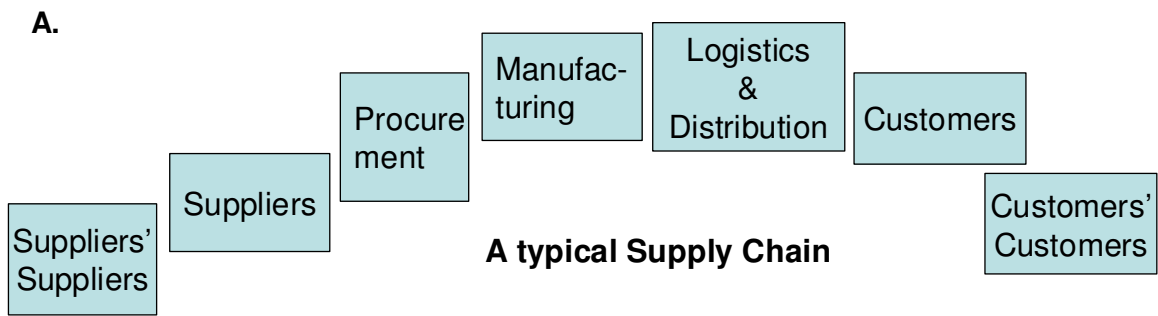 A.
Suppliers’
Suppliers
Suppliers
Procure
ment
Manufac-
turing
Logistics
&
Distribution
Customers
Customers’
Customers
A typical Supply Chain